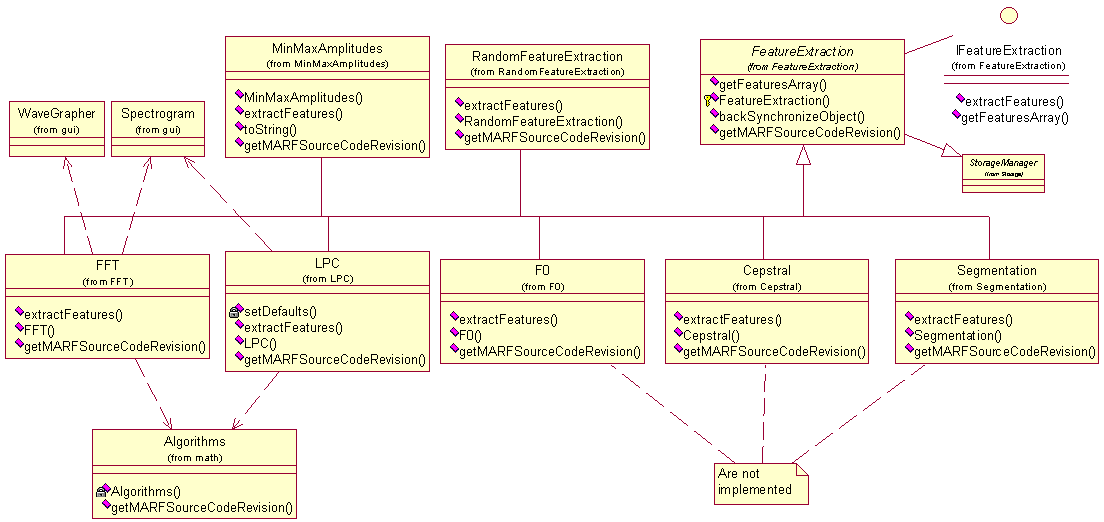 MinMaxAmplitudes
(from MinMaxAmplitudes)
MinMaxAmplitudes()
extractFeatures()
toString()
getMARFSourceCodeRevision()
RandomFeatureExtraction
(from RandomFeatureExtraction)
extractFeatures()
RandomFeatureExtraction()
getMARFSourceCodeRevision()
FeatureExtraction
(from FeatureExtraction)
getFeaturesArray()
FeatureExtraction()
backSynchronizeObject()
getMARFSourceCodeRevision()
IFeatureExtraction
(from FeatureExtraction)
extractFeatures()
getFeaturesArray()
WaveGrapher
(from gui)
Spectrogram
(from gui)
StorageManager
(from Storage)
FFT
(from FFT)
extractFeatures()
FFT()
getMARFSourceCodeRevision()
LPC
(from LPC)
setDefaults()
extractFeatures()
LPC()
getMARFSourceCodeRevision()
F0
(from F0)
extractFeatures()
F0()
getMARFSourceCodeRevision()
Cepstral
(from Cepstral)
extractFeatures()
Cepstral()
getMARFSourceCodeRevision()
Segmentation
(from Segmentation)
extractFeatures()
Segmentation()
getMARFSourceCodeRevision()
Algorithms
(from math)
Algorithms()
getMARFSourceCodeRevision()
Are not
implemented